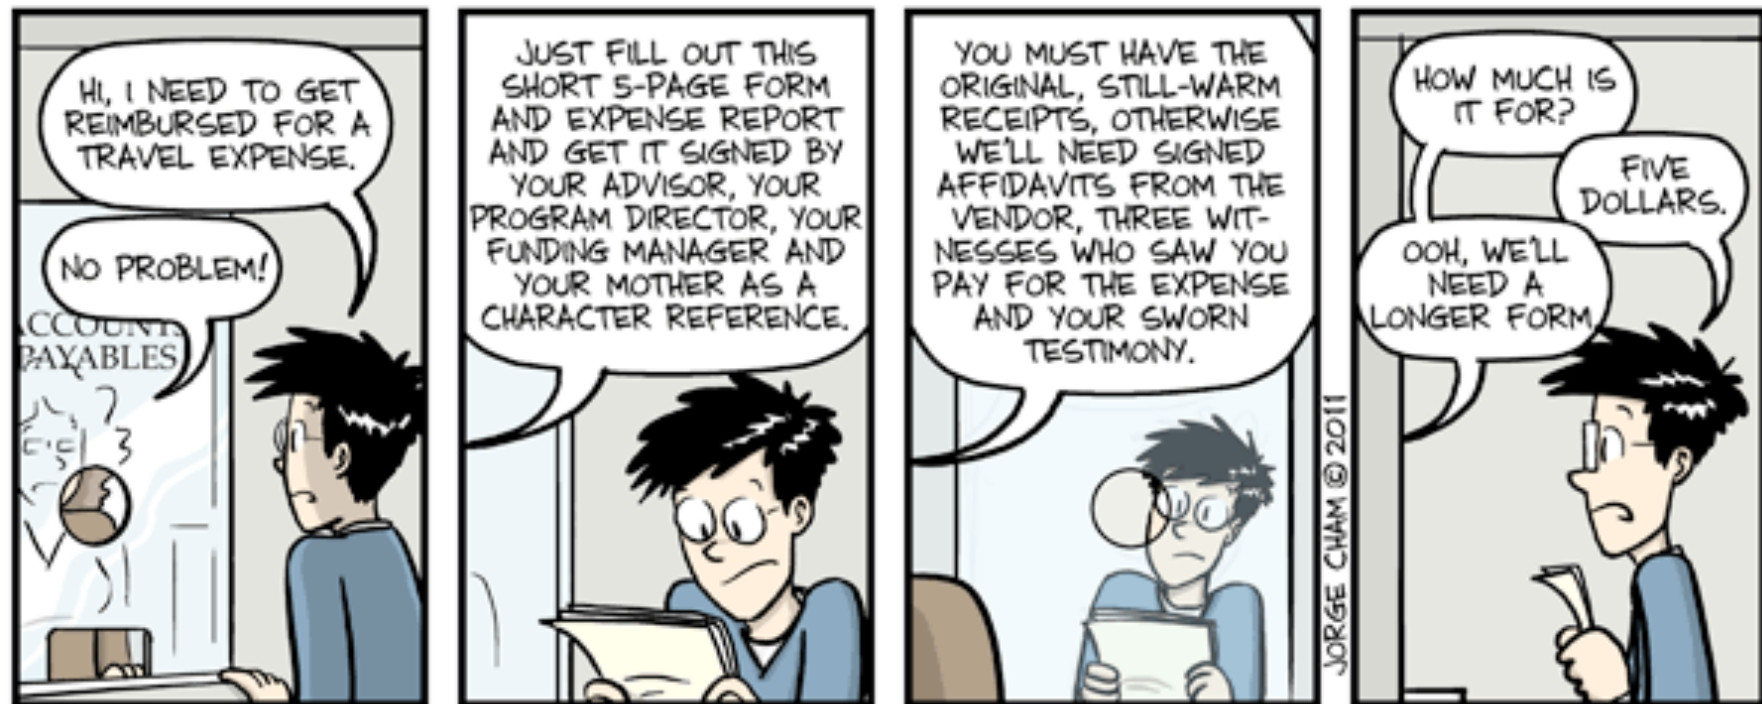 HI, I NEED TO GET
REIMBURSED FOR A
TRAVEL EXPENSE.
NO PROBLEM!
ACCOUNTS
PAYABLES
JUST FILL OUT THIS
SHORT 5-PAGE FORM
AND EXPENSE REPORT
AND GET IT SIGNED BY
YOUR ADVISOR, YOUR
PROGRAM DIRECTOR, YOUR
FUNDING MANAGER AND
YOUR MOTHER AS A
CHARACTER REFERENCE.
YOU MUST HAVE THE
ORIGINAL, STILL-WARM
RECEIPTS, OTHERWISE
WE'LL NEED SIGNED
AFFIDAVITS FROM THE
VENDOR, THREE WIT-
NESSES WHO SAW YOU
PAY FOR THE EXPENSE
AND YOUR SWORN
TESTIMONY.
JORGE CHAM © 2011
HOW MUCH IS
IT FOR?
FIVE
DOLLARS.
OOH, WE'LL
NEED A
LONGER FORM